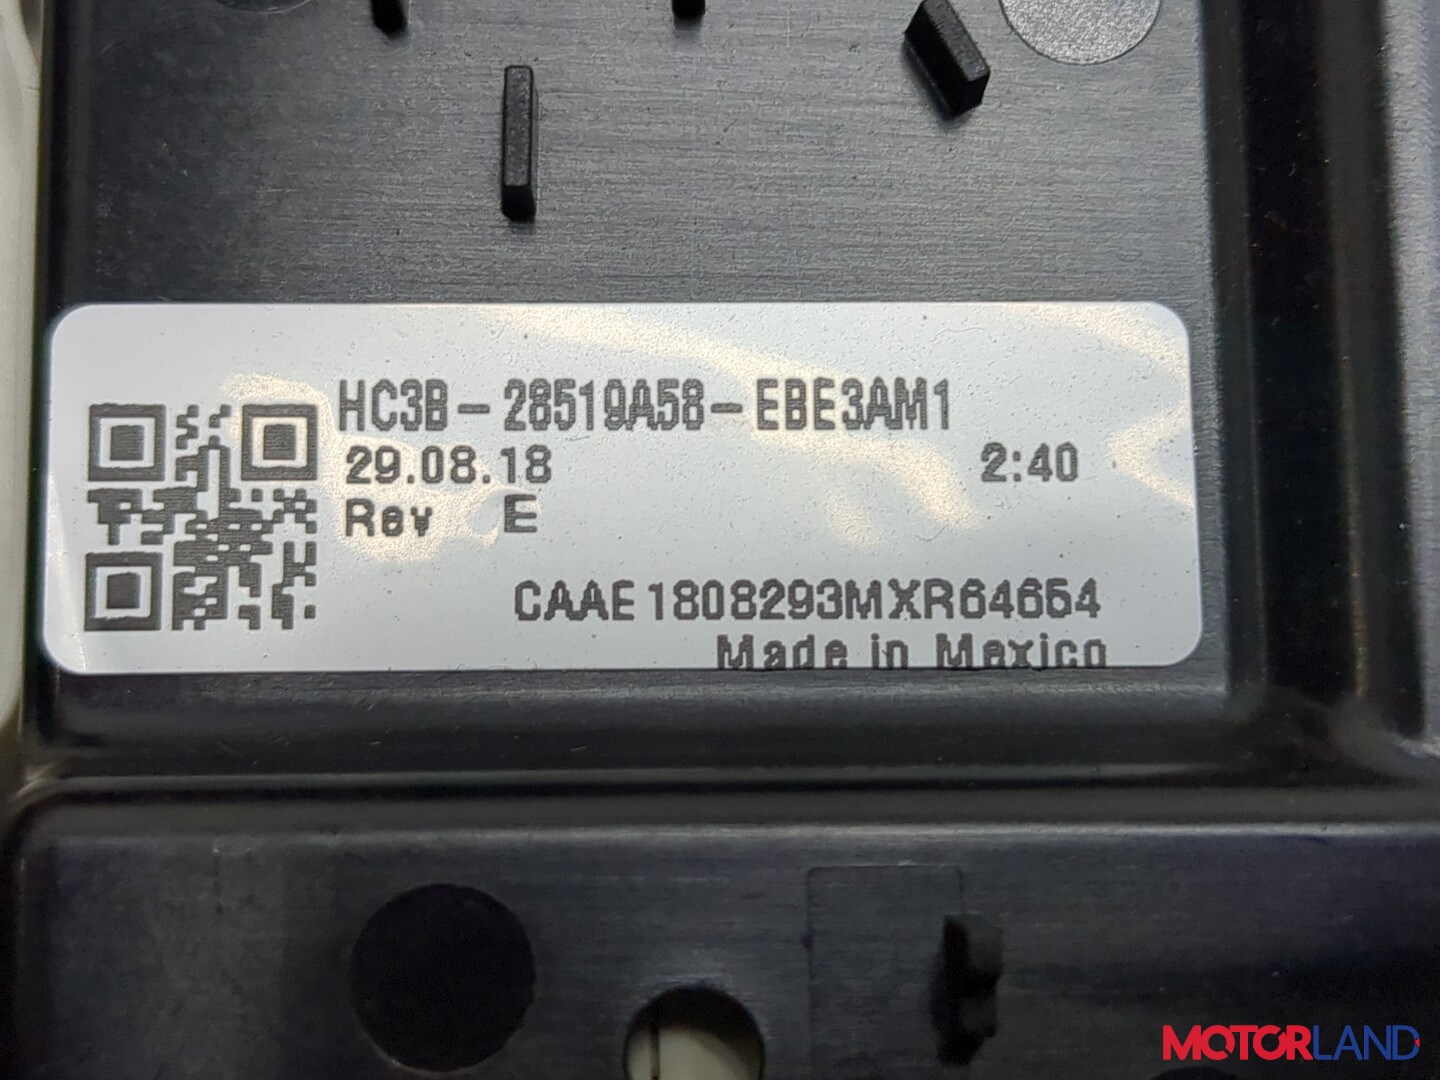 HC3B-28519A58-EBE3AM1
29.08.18 2:40
Rev E
CAAE1808293MXR64654
Made in Mexico
MOTORLAND